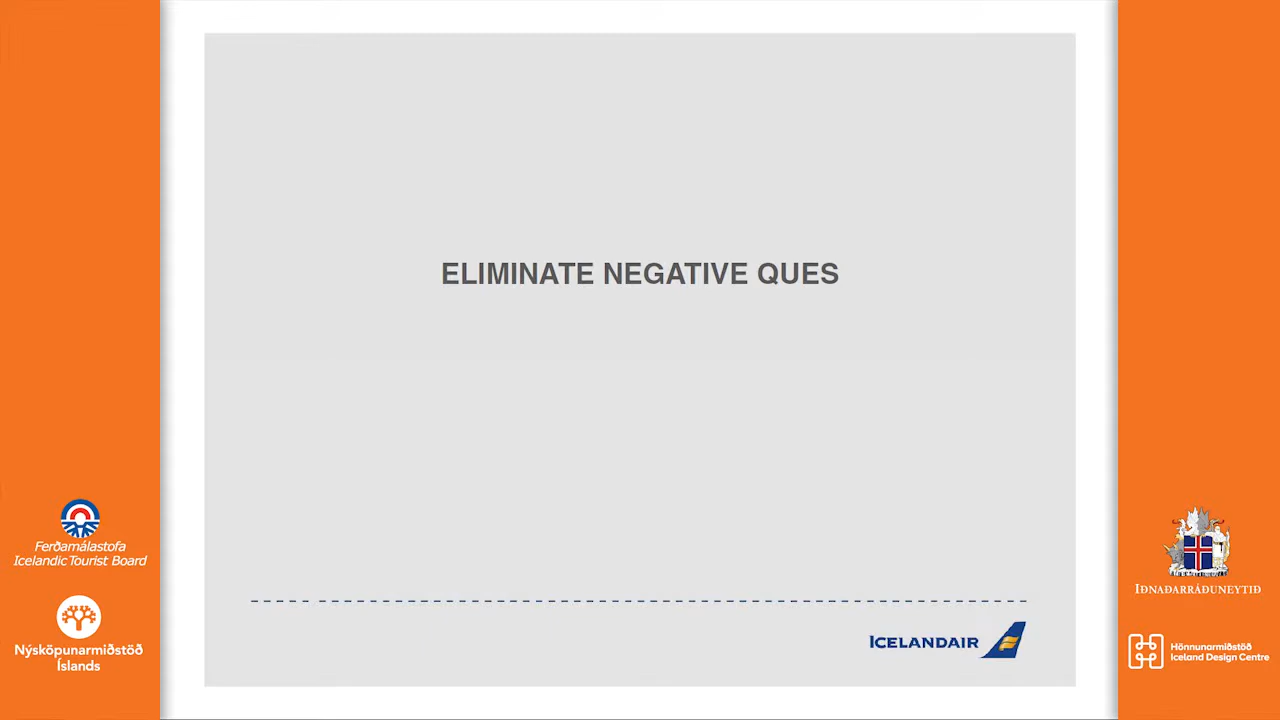 ELIMINATE NEGATIVE QUES
ICELANDAIR
Ferðamálastofa
Icelandic Tourist Board
Nýsköpunarmiðstöð
Íslands
IÐNAÐARRÁÐUNEYTIÐ
Hönnunarmiðstöð
Iceland Design Centre